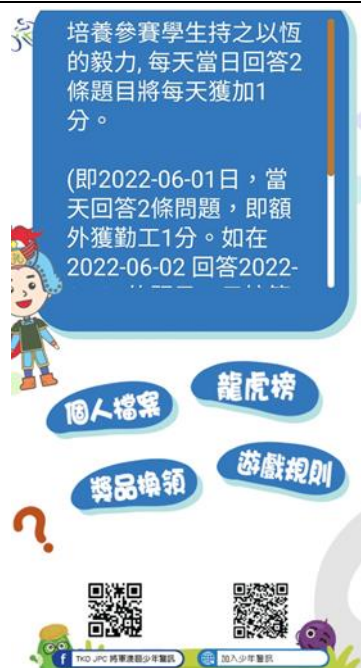 培養參賽學生持之以恆
的毅力, 每天當日回答2
條題目將每天獲加1
分。
(即2022-06-01日，當
天回答2條問題，即額
外獲勤工1分。如在
2022-06-02 回答2022-
個人檔案
龍虎榜
獎品換領
遊戲規則
TKD JPC 將軍澳區少年警訊
加入少年警訊